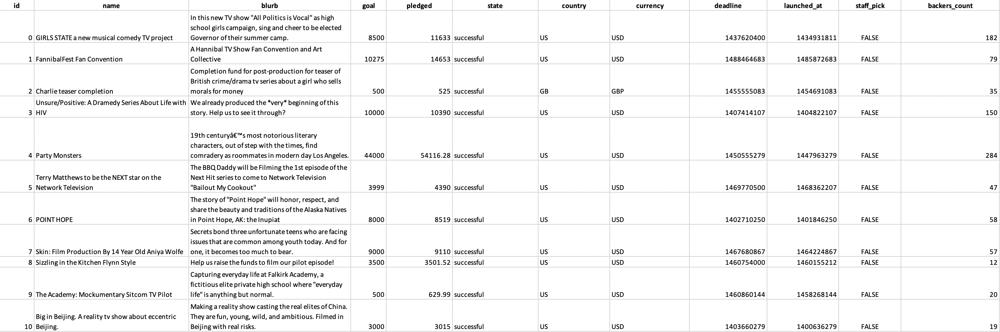 id name blurb goal pledged state country currency deadline launched_at staff_pick backers_count
In this new TV show "All Politics is Vocal" as high
school girls campaign, sing and cheer to be elected
0 GIRLS STATE a new musical comedy TV project Governor of their summer camp. 8500 11633 successful US USD 1437620400 1434931811 FALSE 182
A Hannibal TV Show Fan Convention and Art
1 FannibalFest Fan Convention Collective 10275 14653 successful US USD 1488464683 1485872683 FALSE 79
Completion fund for post-production for teaser of
British crime/drama tv series about a girl who sells
2 Charlie teaser completion morals for money 500 525 successful GB GBP 1455555083 1454691083 FALSE 35
Unsure/Positive: A Dramedy Series About Life with We already produced the *very* beginning of this
3 HIV story. Help us to see it through? 10000 10390 successful US USD 1407414107 1404822107 FALSE 150
19th centuryâ€™s most notorious literary
characters, out of step with the times, find
4 Party Monsters comradery as roommates in modern day Los Angeles. 44000 54116.28 successful US USD 1450555279 1447963279 FALSE 284
The BBQ Daddy will be Filming the 1st episode of the
Terry Matthews to be the NEXT star on the Next Hit series to come to Network Television
5 Network Television "Bailout My Cookout" 3999 4390 successful US USD 1469770500 1468362207 FALSE 47
The story of "Point Hope" will honor, respect, and
share the beauty and traditions of the Alaska Natives
6 POINT HOPE in Point Hope, AK: the Inupiat 8000 8519 successful US USD 1402710250 1401846250 FALSE 58
Secrets bond three unfortunate teens who are facing
issues that are common among youth today. And for
7 Skin: Film Production By 14 Year Old Aniya Wolfe one, it becomes too much to bear. 9000 9110 successful US USD 1467680867 1464224867 FALSE 57
8 Sizzling in the Kitchen Flynn Style Help us raise the funds to film our pilot episode! 3500 3501.52 successful US USD 1460754000 1460155212 FALSE 12
Capturing everyday life at Falkirk Academy, a
fictitious elite private high school where "everyday
9 The Academy: Mockumentary Sitcom TV Pilot life" is anything but normal. 500 629.99 successful US USD 1460860144 1458268144 FALSE 20
Making a reality show casting the real elites of China.
Big in Beijing. A reality tv show about eccentric They are fun, young, wild, and ambitious. Filmed in
10 Beijing. Beijing with real risks. 3000 3015 successful US USD 1403660279 1400636279 FALSE 19